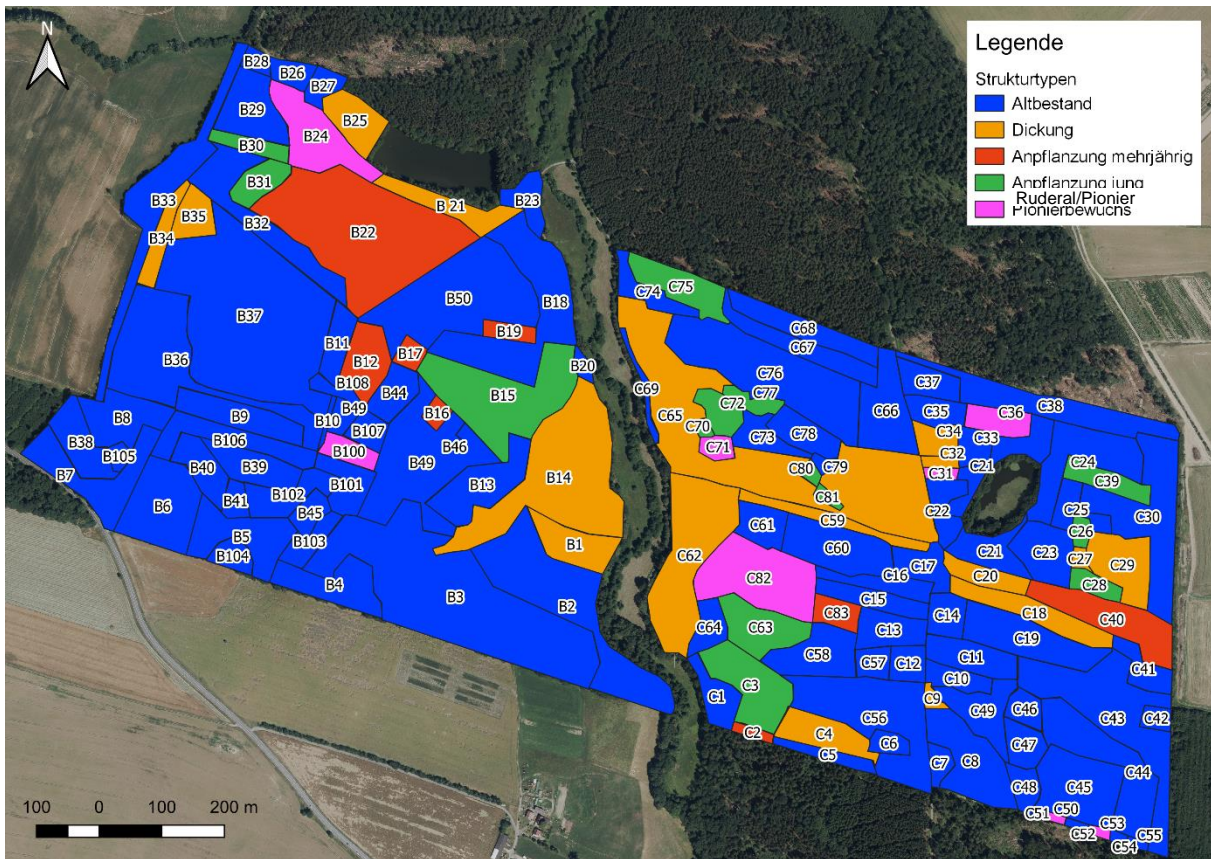 N
Legende
Strukturtypen
Altbestand
Dickung
Anpflanzung mehrjährig
Anpflanzung jung
Ruderal/Pionier
Pionierbewuchs
B28
B26
B27
B29
B24
B25
B30
B31
B33
B35
B 21
B23
B32
B34
B22
B50
B18
B37
B19
B36
B11
B12
B17
B20
B108
B44
B15
B16
B10
B49
B107
B46
B8
B9
B38
B105
B106
B100
B49
B7
B40
B39
B101
B13
B14
B41
B102
B45
B6
B5
B103
B104
B1
B4
B3
B2
C74
C75
C68
C67
C76
C37
C38
C69
C72
C77
C66
C35
C36
C65
C70
C73
C78
C34
C33
C71
C32
C21
C80
C79
C31
C24
C39
C81
C22
C30
C59
C25
C61
C26
C62
C60
C21
C23
C17
C27
C29
C82
C16
C20
C28
C15
C83
C14
C18
C40
C64
C63
C13
C19
C58
C57
C12
C11
C41
C3
C10
C1
C9
C49
C46
C56
C43
C42
C2
C4
C6
C47
C5
C7
C8
C44
C48
C45
C51
C50
C53
C52
C54
C55
100
0
100
200 m